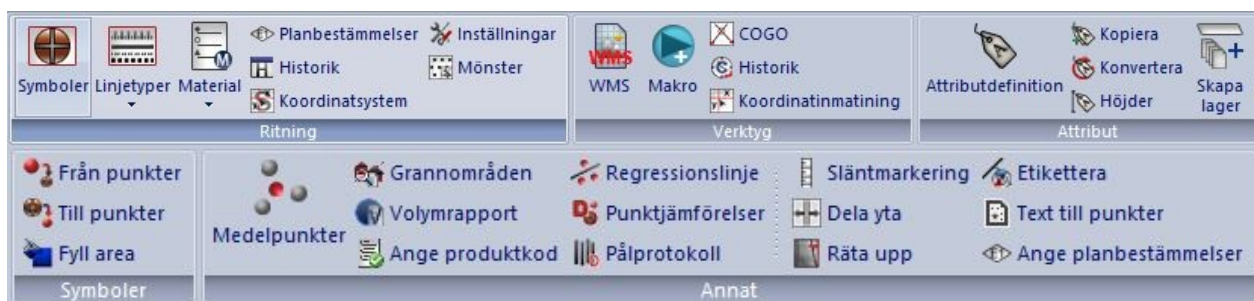 Symboler Linjetyper Material
Planbestämmelser Inställningar
Historik Mönster
Koordinatsystem
M
Ritning
WMS
WMS Makro
COGO
Historik
Koordinatinmatning
Verktyg
Attributdefinition
Kopiera
Konvertera
Höjder
Skapa
lager
Attribut
Från punkter
Till punkter
Fyll area
Symboler
Medelpunkter
Grannområden Regressionslinje Släntmarkering Etikettera
Volymrapport Punktjämförelser Dela yta Text till punkter
Ange produktkod Pålprotokoll Räta upp Ange planbestämmelser
Annat